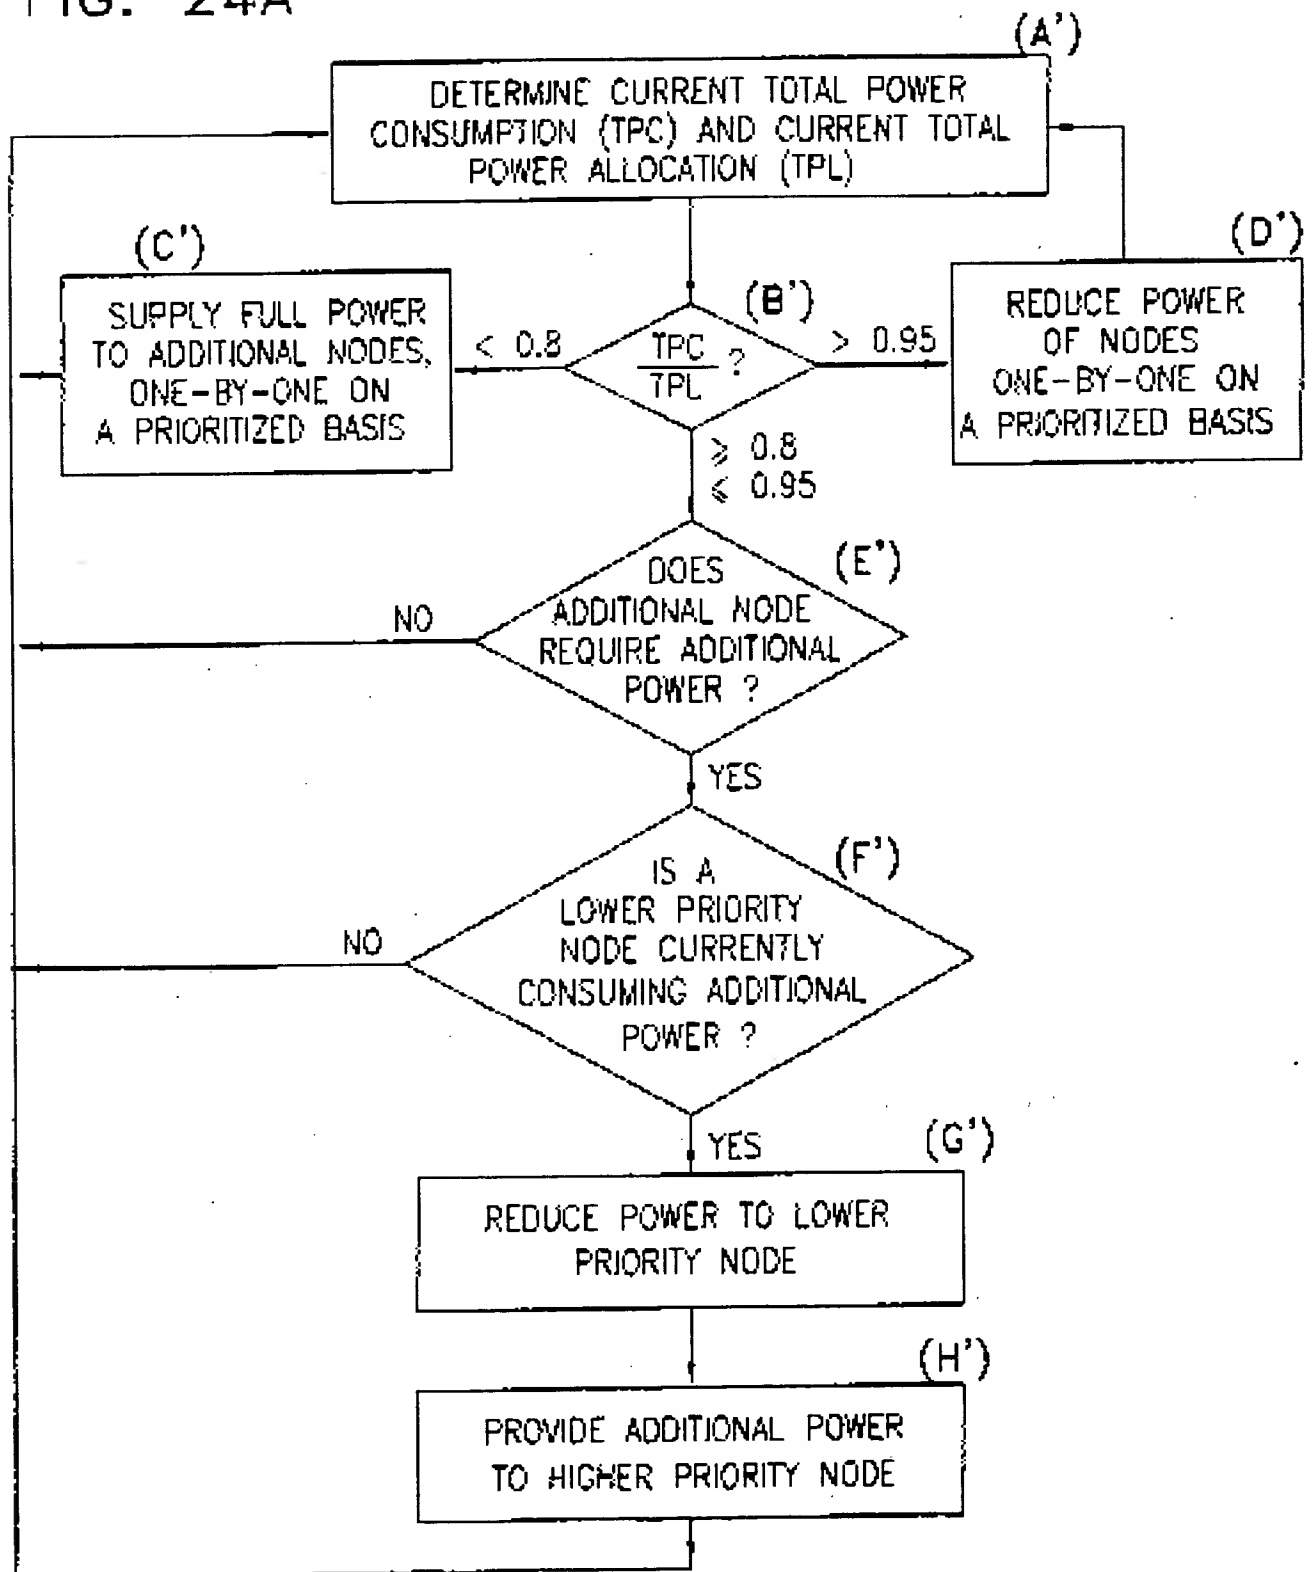 FIG. 24A
(A')
DETERMINE CURRENT TOTAL POWER
CONSUMPTION (TPC) AND CURRENT TOTAL
POWER ALLOCATION (TPL)
(C')
SUPPLY FULL POWER
TO ADDITIONAL NODES,
ONE-BY-ONE ON
A PRIORITIZED BASIS
< 0.8
(B')
TPC
TPL
?
> 0.95
(D')
REDUCE POWER
OF NODES
ONE-BY-ONE ON
A PRIORITIZED BASIS
⩾ 0.8
⩽ 0.95
(E')
DOES
ADDITIONAL NODE
REQUIRE ADDITIONAL
POWER ?
NO
YES
(F')
IS A
LOWER PRIORITY
NODE CURRENTLY
CONSUMING ADDITIONAL
POWER ?
NO
YES
(G')
REDUCE POWER TO LOWER
PRIORITY NODE
(H')
PROVIDE ADDITIONAL POWER
TO HIGHER PRIORITY NODE